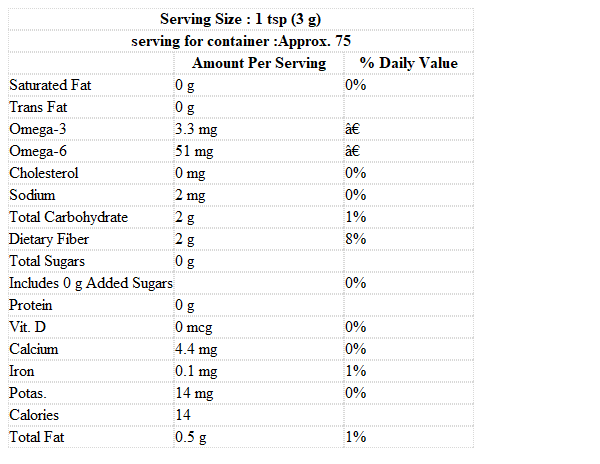 Serving Size : 1 tsp (3 g)
serving for container :Approx. 75
Amount Per Serving % Daily Value
Saturated Fat 0 g 0%
Trans Fat 0 g
Omega-3 3.3 mg â€
Omega-6 51 mg â€
Cholesterol 0 mg 0%
Sodium 2 mg 0%
Total Carbohydrate 2 g 1%
Dietary Fiber 2 g 8%
Total Sugars 0 g
Includes 0 g Added Sugars 0%
Protein 0 g
Vit. D 0 mcg 0%
Calcium 4.4 mg 0%
Iron 0.1 mg 1%
Potas. 14 mg 0%
Calories 14
Total Fat 0.5 g 1%